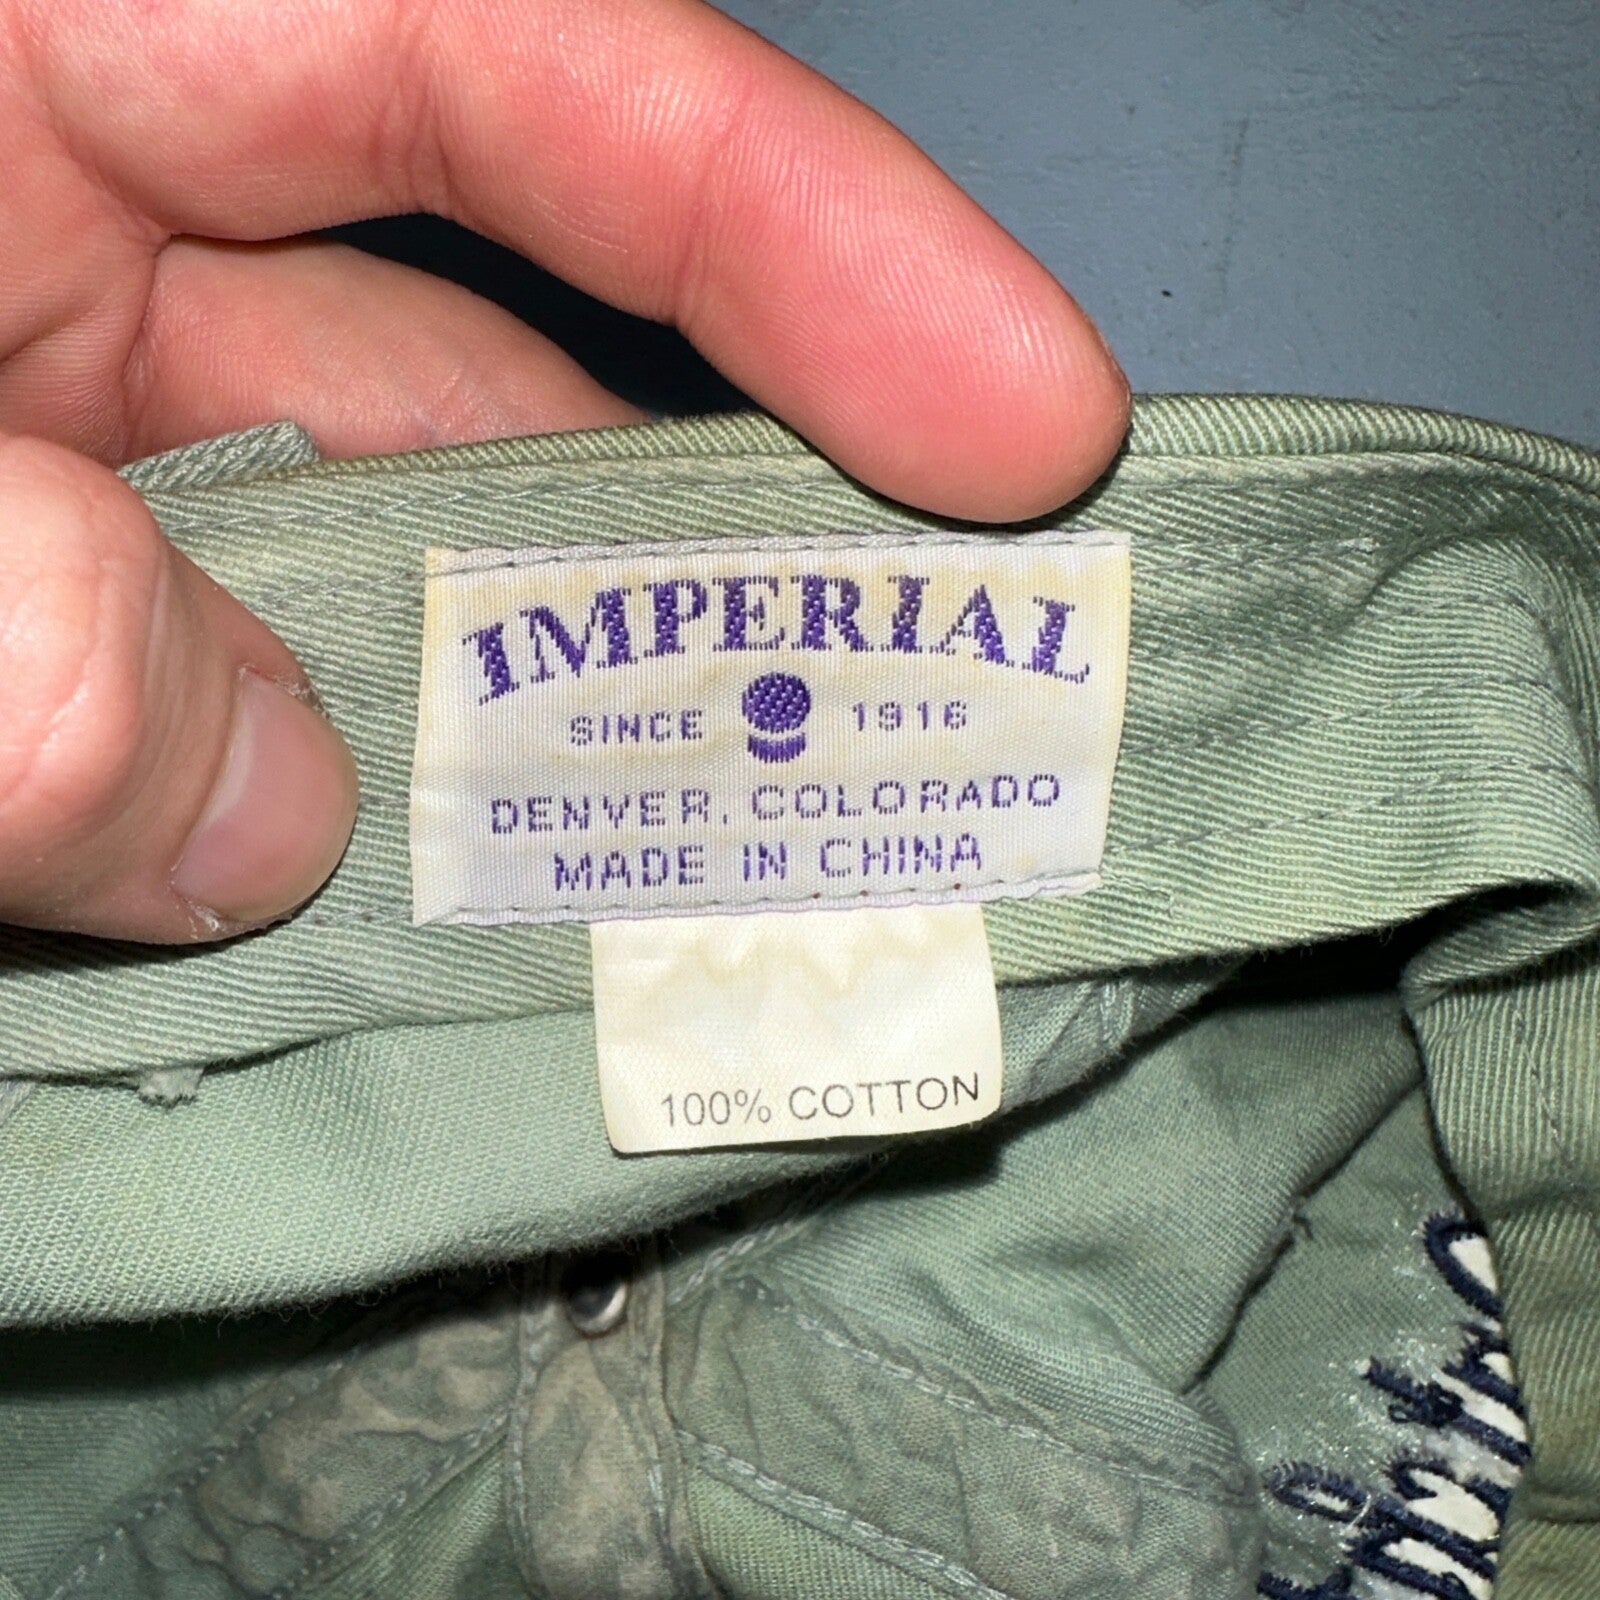 IMPERIAL
SINCE 1916
DENVER, COLORADO
MADE IN CHINA
100% COTTON